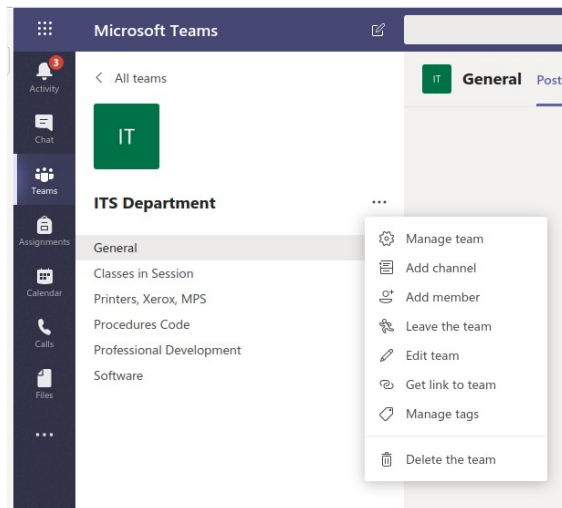 Microsoft Teams
3
Activity
Chat
Teams
Assignments
Calendar
Calls
Files
All teams
IT
ITS Department
General
Classes in Session
Printers, Xerox, MPS
Procedures Code
Professional Development
Software
IT
General
Post
Manage team
Add channel
Add member
Leave the team
Edit team
Get link to team
Manage tags
Delete the team